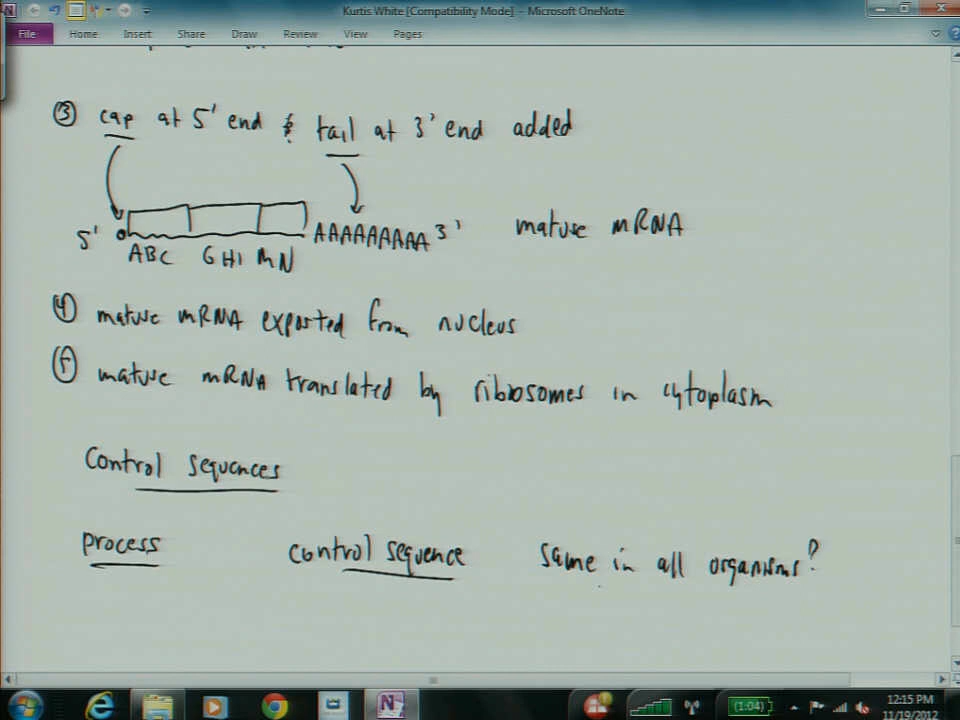 Kurtis White [Compatibility Mode] - Microsoft OneNote
File Home Insert Share Draw Review View Pages
③ cap at 5' end & tail at 3' end added
5' AAAAAAAAA 3' mature mRNA
ABC GHI MN
④ mature mRNA exported from nucleus
⑤ mature mRNA translated by ribosomes in cytoplasm
Control sequences
process control sequence same in all organisms?
(1:04) 12:15 PM
11/19/2012